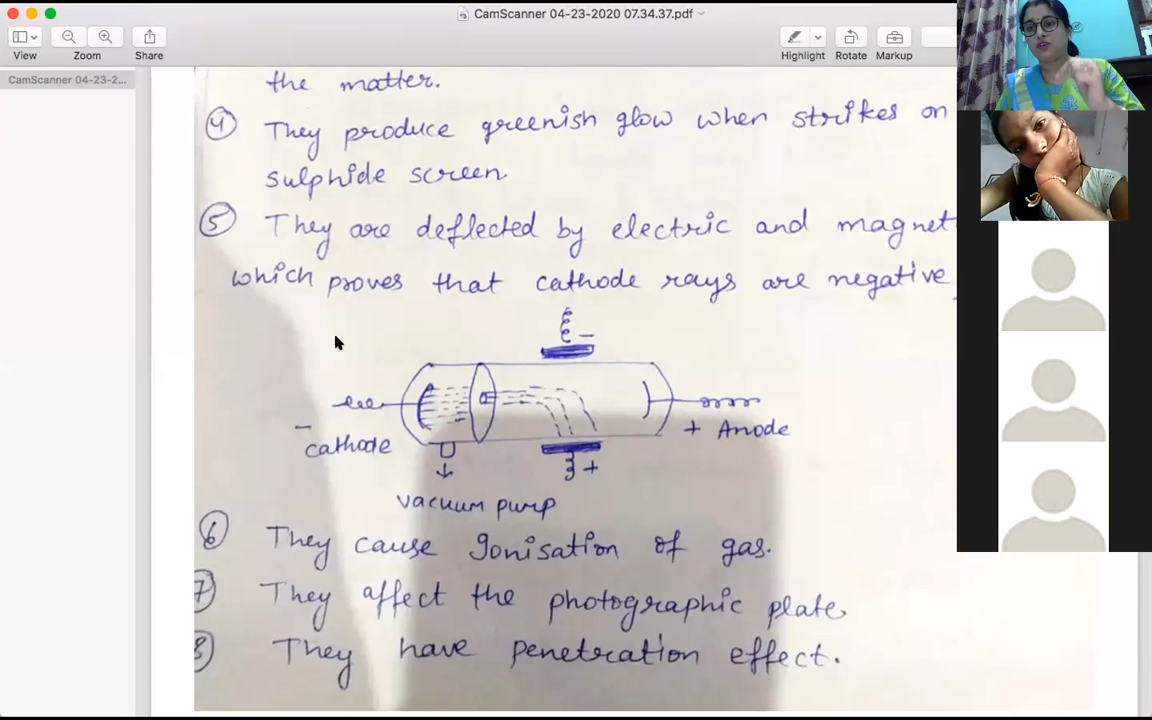 CamScanner 04-23-2020 07.34.37.pdf
View Zoom Share Highlight Rotate Markup
CamScanner 04-23-2...
the matter.
④ They produce greenish glow when strikes on
sulphide screen
⑤ They are deflected by electric and magnet
which proves that cathode rays are negative
−
− cathode
+ Anode
+
vacuum pump
⑥ They cause Ionisation of gas.
7 They affect the photographic plate
8 They have penetration effect.